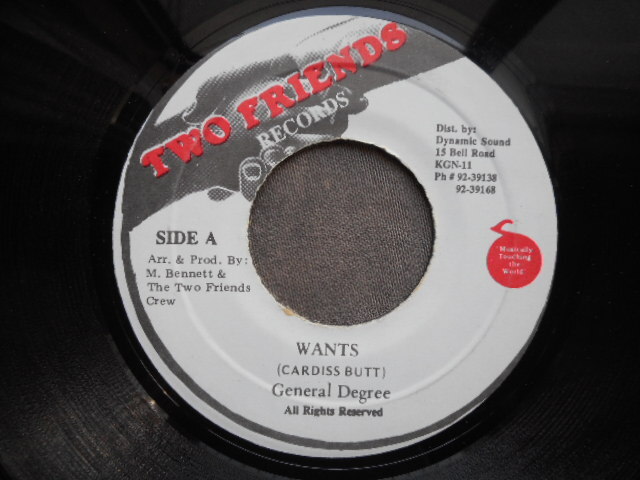 TWO FRIENDS
RECORDS
Dist. by:
Dynamic Sound
15 Bell Road
KGN-11
Ph # 92-39138
92-39168
SIDE A
Arr. & Prod. By:
M. Bennett &
The Two Friends
Crew
"Musically
Touching
the
World"
WANTS
(CARDISS BUTT)
General Degree
All Rights Reserved